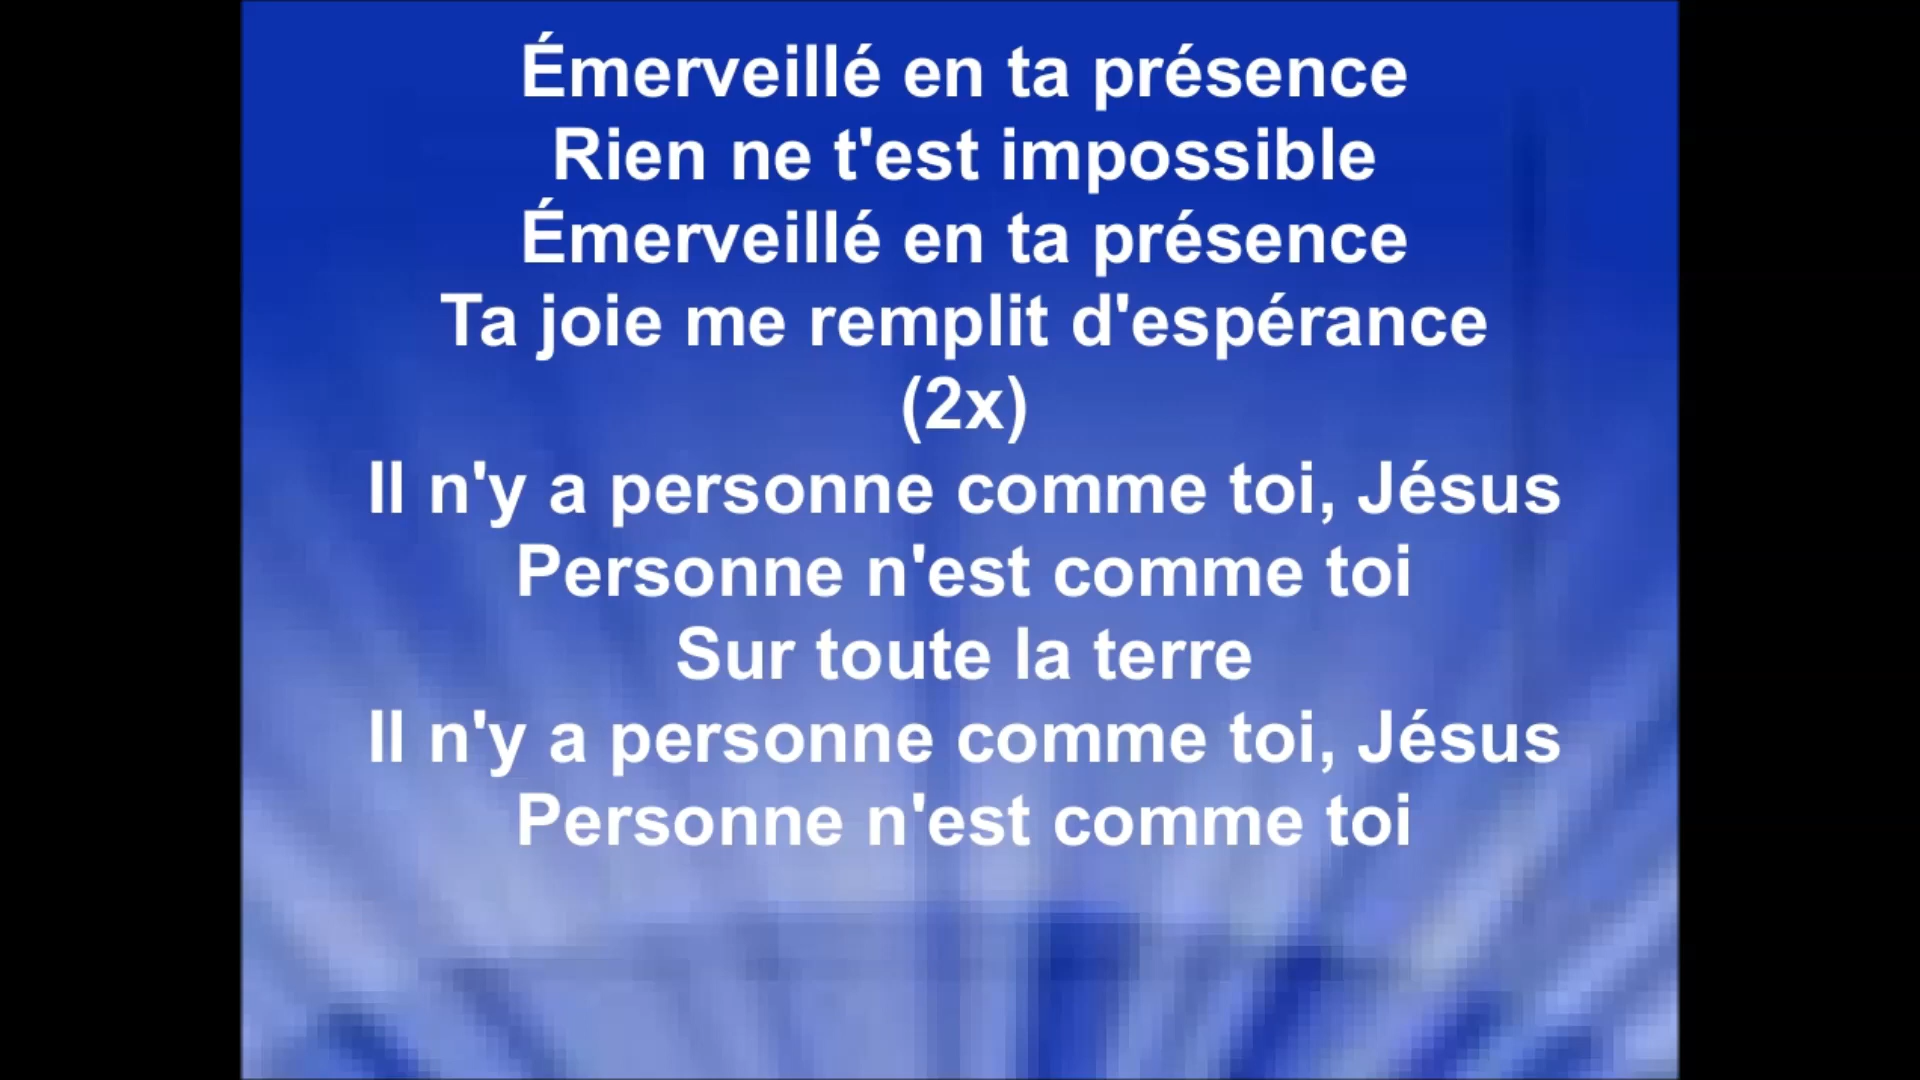 Émerveillé en ta présence
Rien ne t'est impossible
Émerveillé en ta présence
Ta joie me remplit d'espérance
(2x)
Il n'y a personne comme toi, Jésus
Personne n'est comme toi
Sur toute la terre
Il n'y a personne comme toi, Jésus
Personne n'est comme toi